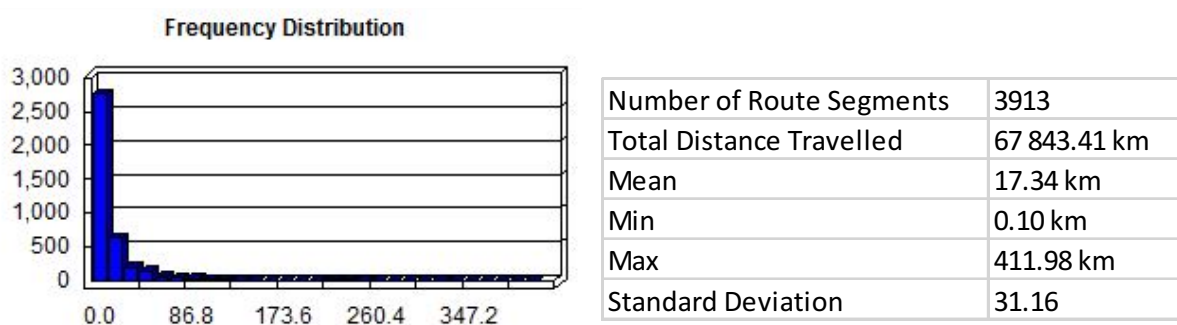 Frequency Distribution
3,000
2,500
2,000
1,500
1,000
500
0
0.0 86.8 173.6 260.4 347.2
Number of Route Segments 3913
Total Distance Travelled 67 843.41 km
Mean 17.34 km
Min 0.10 km
Max 411.98 km
Standard Deviation 31.16